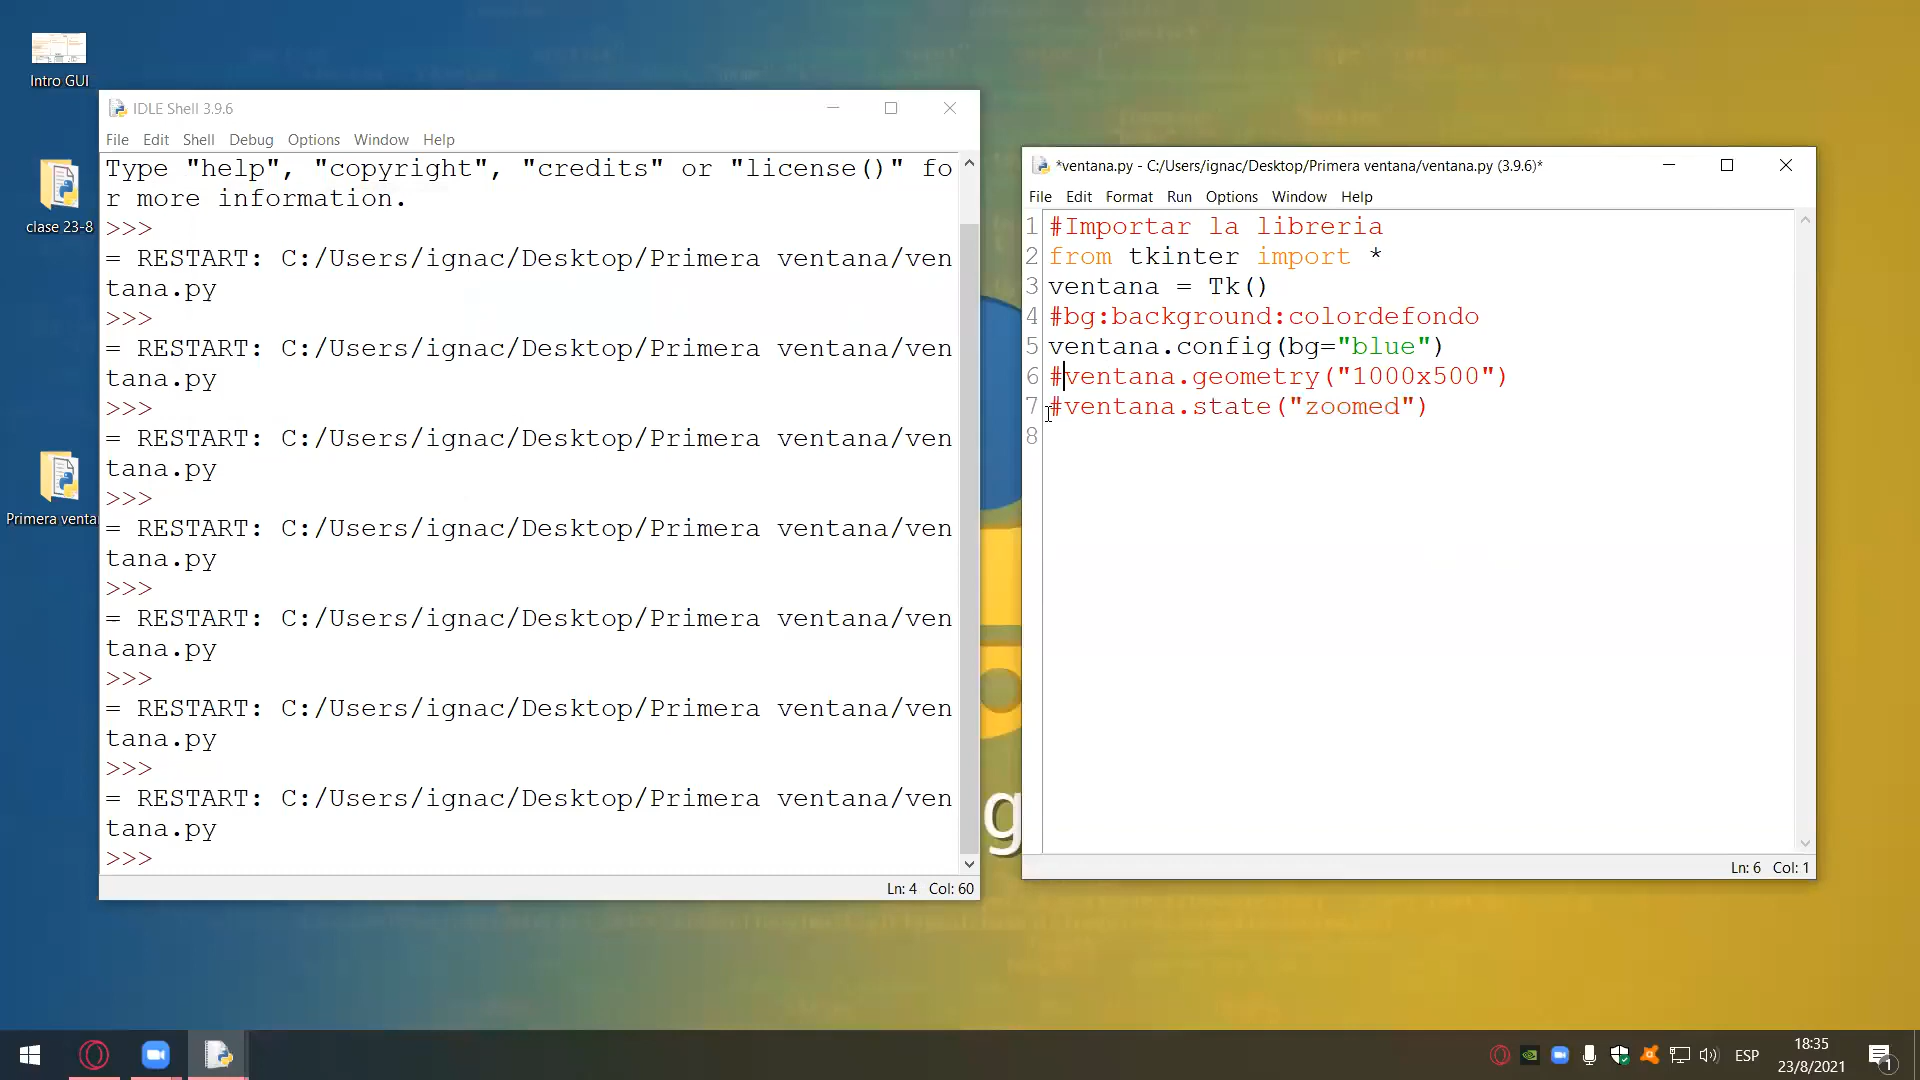 Intro GUI
clase 23-8
Primera venta
IDLE Shell 3.9.6
File Edit Shell Debug Options Window Help
Type "help", "copyright", "credits" or "license()" fo
r more information.
>>>
= RESTART: C:/Users/ignac/Desktop/Primera ventana/ven
tana.py
>>>
= RESTART: C:/Users/ignac/Desktop/Primera ventana/ven
tana.py
>>>
= RESTART: C:/Users/ignac/Desktop/Primera ventana/ven
tana.py
>>>
= RESTART: C:/Users/ignac/Desktop/Primera ventana/ven
tana.py
>>>
= RESTART: C:/Users/ignac/Desktop/Primera ventana/ven
tana.py
>>>
= RESTART: C:/Users/ignac/Desktop/Primera ventana/ven
tana.py
>>>
= RESTART: C:/Users/ignac/Desktop/Primera ventana/ven
tana.py
>>>
Ln: 4 Col: 60
*ventana.py - C:/Users/ignac/Desktop/Primera ventana/ventana.py (3.9.6)*
File Edit Format Run Options Window Help
1 #Importar la libreria
2 from tkinter import *
3 ventana = Tk()
4 #bg:background:colordefondo
5 ventana.config(bg="blue")
6 #ventana.geometry("1000x500")
7 #ventana.state("zoomed")
8
Ln: 6 Col: 1
g
ESP
18:35
23/8/2021
1